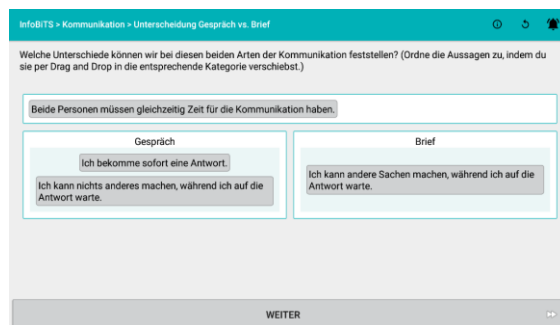 InfoBiTS > Kommunikation > Unterscheidung Gespräch vs. Brief
Welche Unterschiede können wir bei diesen beiden Arten der Kommunikation feststellen? (Ordne die Aussagen zu, indem du
sie per Drag and Drop in die entsprechende Kategorie verschiebst.)
Beide Personen müssen gleichzeitig Zeit für die Kommunikation haben.
Gespräch
Ich bekomme sofort eine Antwort.
Ich kann nichts anderes machen, während ich auf die
Antwort warte.
Brief
Ich kann andere Sachen machen, während ich auf die
Antwort warte.
WEITER